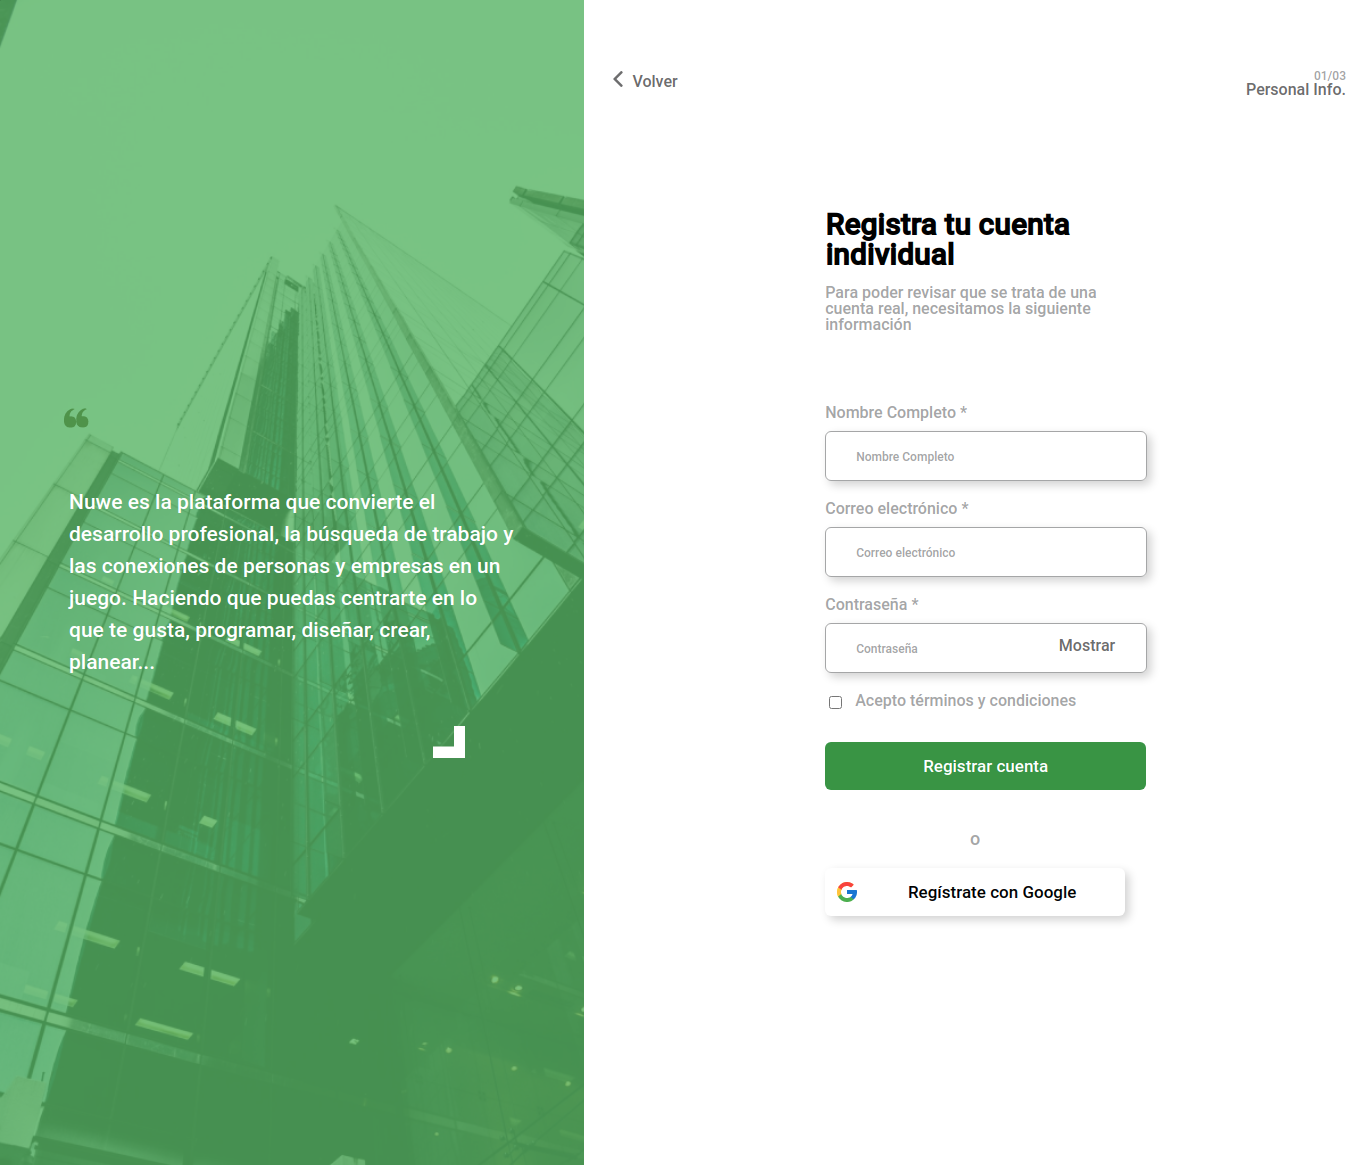 ❝
Nuwe es la plataforma que convierte el
desarrollo profesional, la búsqueda de trabajo y
las conexiones de personas y empresas en un
juego. Haciendo que puedas centrarte en lo
que te gusta, programar, diseñar, crear,
planear...
Volver
01/03
Personal Info.
Registra tu cuenta
individual
Para poder revisar que se trata de una
cuenta real, necesitamos la siguiente
información
Nombre Completo *
Nombre Completo
Correo electrónico *
Correo electrónico
Contraseña *
Contraseña Mostrar
Acepto términos y condiciones
Registrar cuenta
O
Regístrate con Google